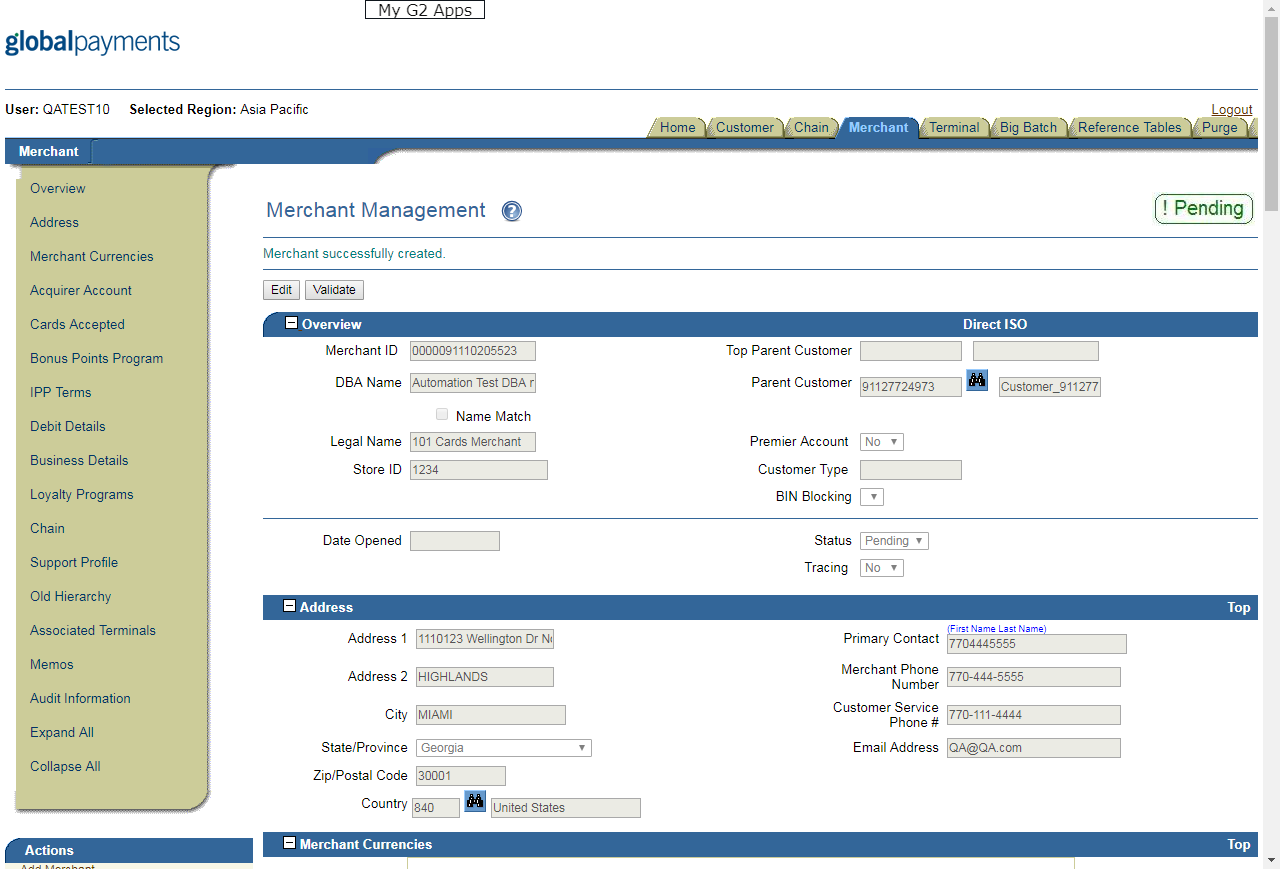 My G2 Apps
globalpayments
User: QATEST10 Selected Region: Asia Pacific
Logout
Home Customer Chain Merchant Terminal Big Batch Reference Tables Purge
Merchant
Overview
Address
Merchant Currencies
Acquirer Account
Cards Accepted
Bonus Points Program
IPP Terms
Debit Details
Business Details
Loyalty Programs
Chain
Support Profile
Old Hierarchy
Associated Terminals
Memos
Audit Information
Expand All
Collapse All
Actions
Add Merchant
Merchant Management ?
! Pending
Merchant successfully created.
Edit Validate
Overview Direct ISO
Merchant ID 0000091110205523 Top Parent Customer
DBA Name Automation Test DBA r Parent Customer 91127724973 Customer_911277
Name Match
Legal Name 101 Cards Merchant Premier Account No
Store ID 1234 Customer Type
BIN Blocking
Date Opened Status Pending
Tracing No
Address Top
(First Name Last Name)
Address 1 1110123 Wellington Dr Primary Contact 7704445555
Address 2 HIGHLANDS Merchant Phone Number 770-444-5555
City MIAMI Customer Service Phone # 770-111-4444
State/Province Georgia Email Address QA@QA.com
Zip/Postal Code 30001
Country 840 United States
Merchant Currencies Top